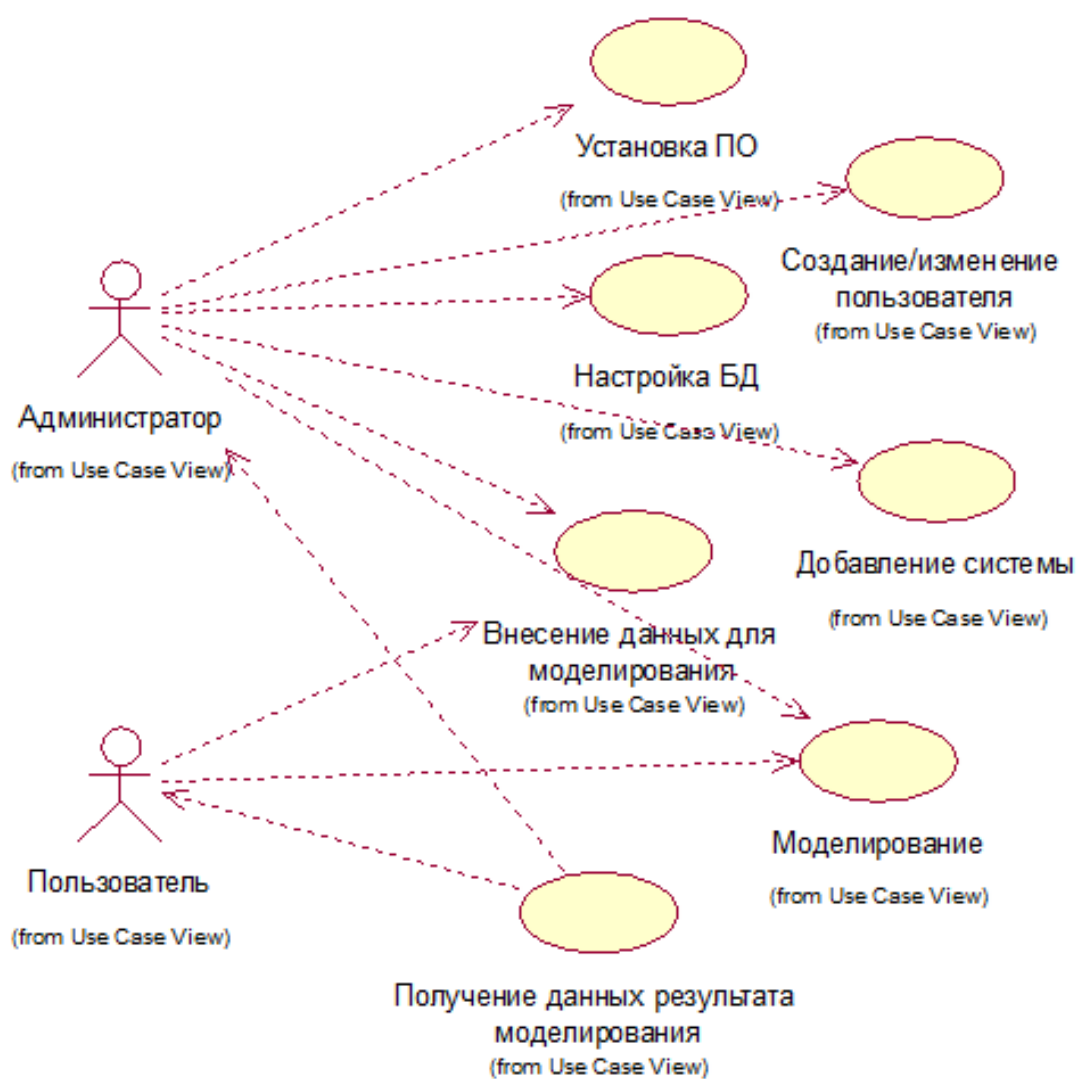 Установка ПО
(from Use Case View)
Создание/изменение
пользователя
(from Use Case View)
Настройка БД
(from Use Case View)
Администратор
(from Use Case View)
Добавление системы
(from Use Case View)
Внесение данных для
моделирования
(from Use Case View)
Моделирование
(from Use Case View)
Пользователь
(from Use Case View)
Получение данных результата
моделирования
(from Use Case View)